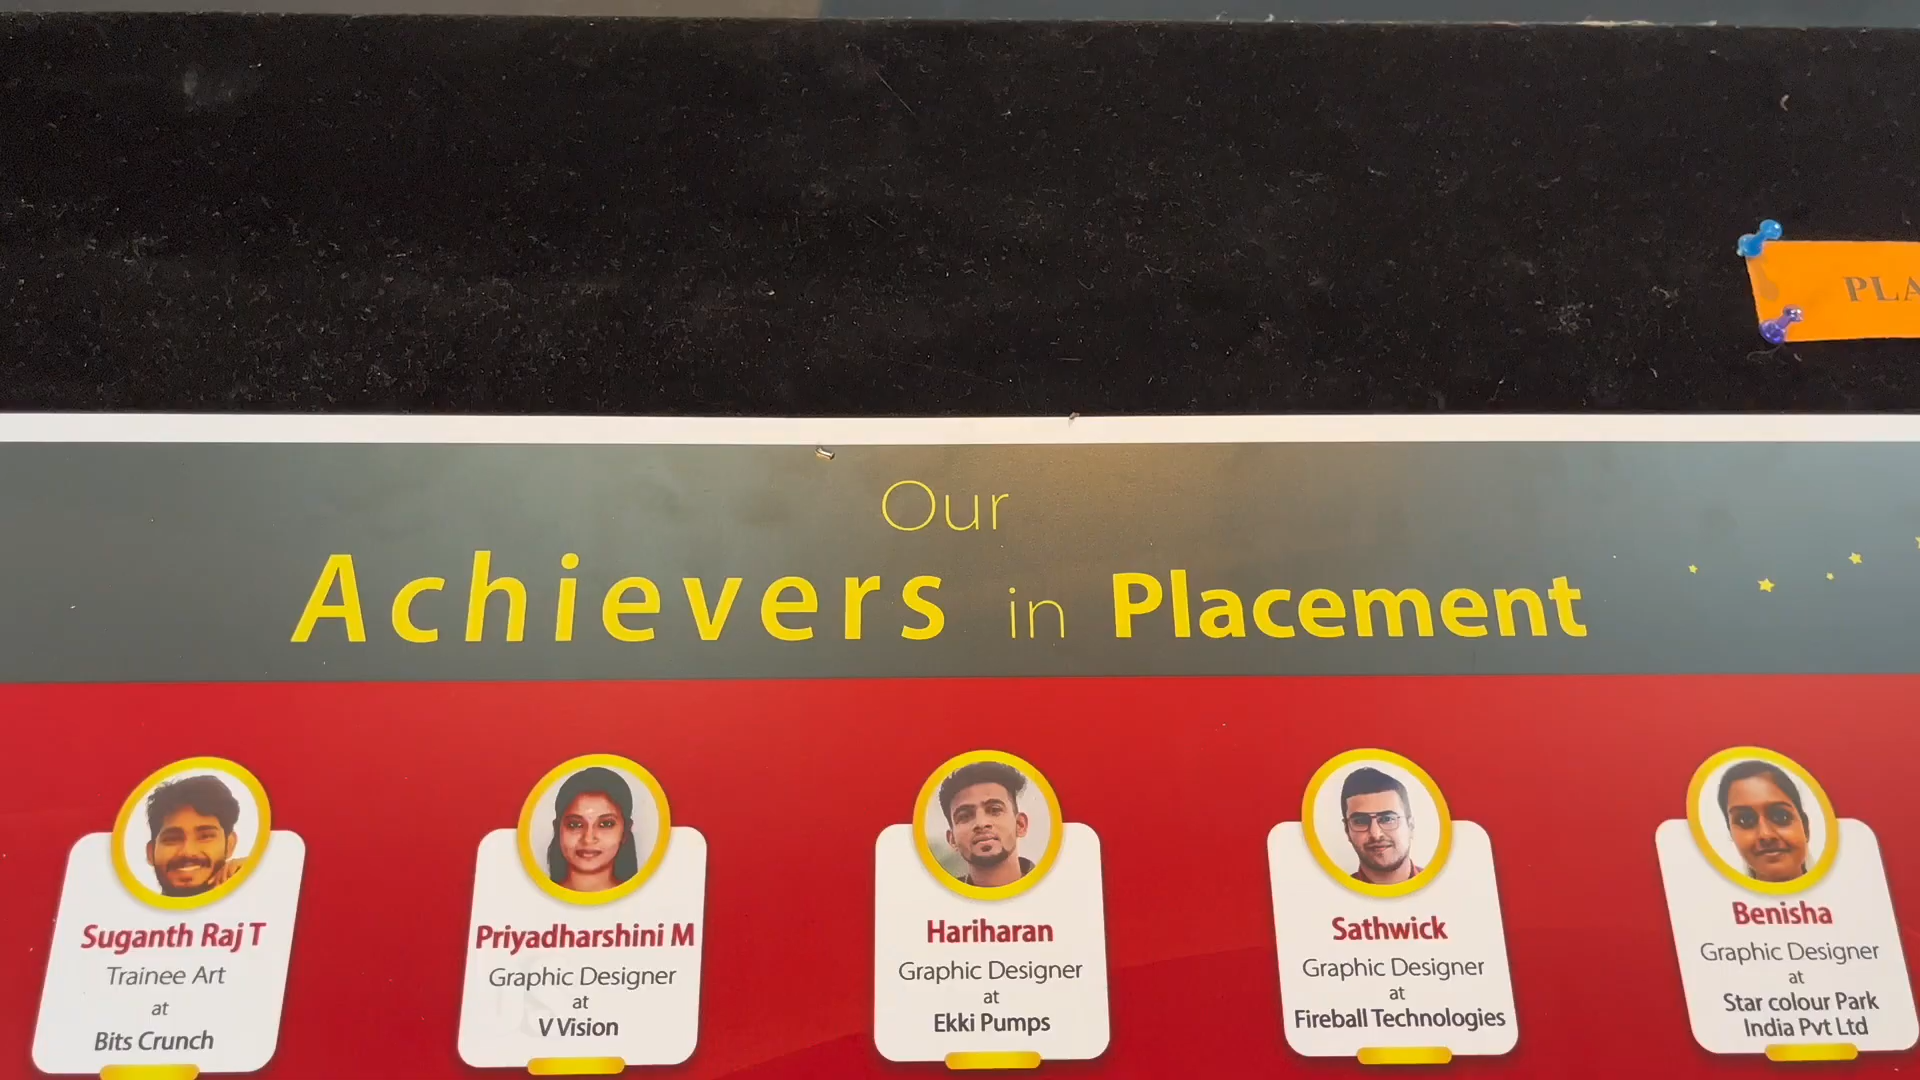 PLA
Our
Achievers in Placement
Suganth Raj T
Trainee Art
at
Bits Crunch
Priyadharshini M
Graphic Designer
at
V Vision
Hariharan
Graphic Designer
at
Ekki Pumps
Sathwick
Graphic Designer
at
Fireball Technologies
Benisha
Graphic Designer
at
Star colour Park
India Pvt Ltd